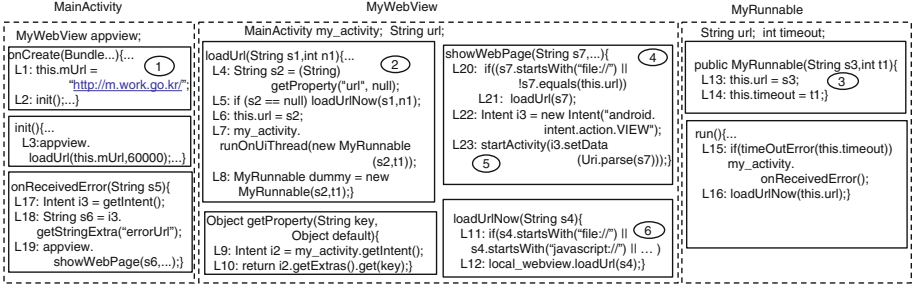 MainActivity
MyWebView appview;
onCreate(Bundle...){...
1
L1: this.mUrl =
"http://m.work.go.kr/";
L2: init();...}
init(){...
L3:appview.
loadUrl(this.mUrl,60000);...}
onReceivedError(String s5){
L17: Intent i3 = getIntent();
L18: String s6 = i3.
getStringExtra("errorUrl");
L19: appview.
showWebPage(s6,...);}
MyWebView
MainActivity my_activity;  String url;
loadUrl(String s1,int n1){...
2
L4: String s2 = (String)
getProperty("url", null);
L5: if (s2 == null) loadUrlNow(s1,n1);
L6: this.url = s2;
L7: my_activity.
runOnUiThread(new MyRunnable
(s2,t1));
L8: MyRunnable dummy = new
MyRunnable(s2,t1);}
Object getProperty(String key,
Object default){
L9: Intent i2 = my_activity.getIntent();
L10: return i2.getExtras().get(key);}
showWebPage(String s7,...){
4
L20: if((s7.startsWith("file://") ||
!s7.equals(this.url))
L21: loadUrl(s7);
L22: Intent i3 = new Intent("android.
intent.action.VIEW");
L23: startActivity(i3.setData
5
(Uri.parse(s7)));}
loadUrlNow(String s4){
L11: if(s4.startsWith("file://") ||
6
s4.startsWith("javascript://") || ... )
L12: local_webview.loadUrl(s4);}
MyRunnable
String url;  int timeout;
public MyRunnable(String s3,int t1){
L13: this.url = s3;
3
L14: this.timeout = t1;}
run(){...
L15: if(timeOutError(this.timeout))
my_activity.
onReceivedError();
L16: loadUrlNow(this.url);}